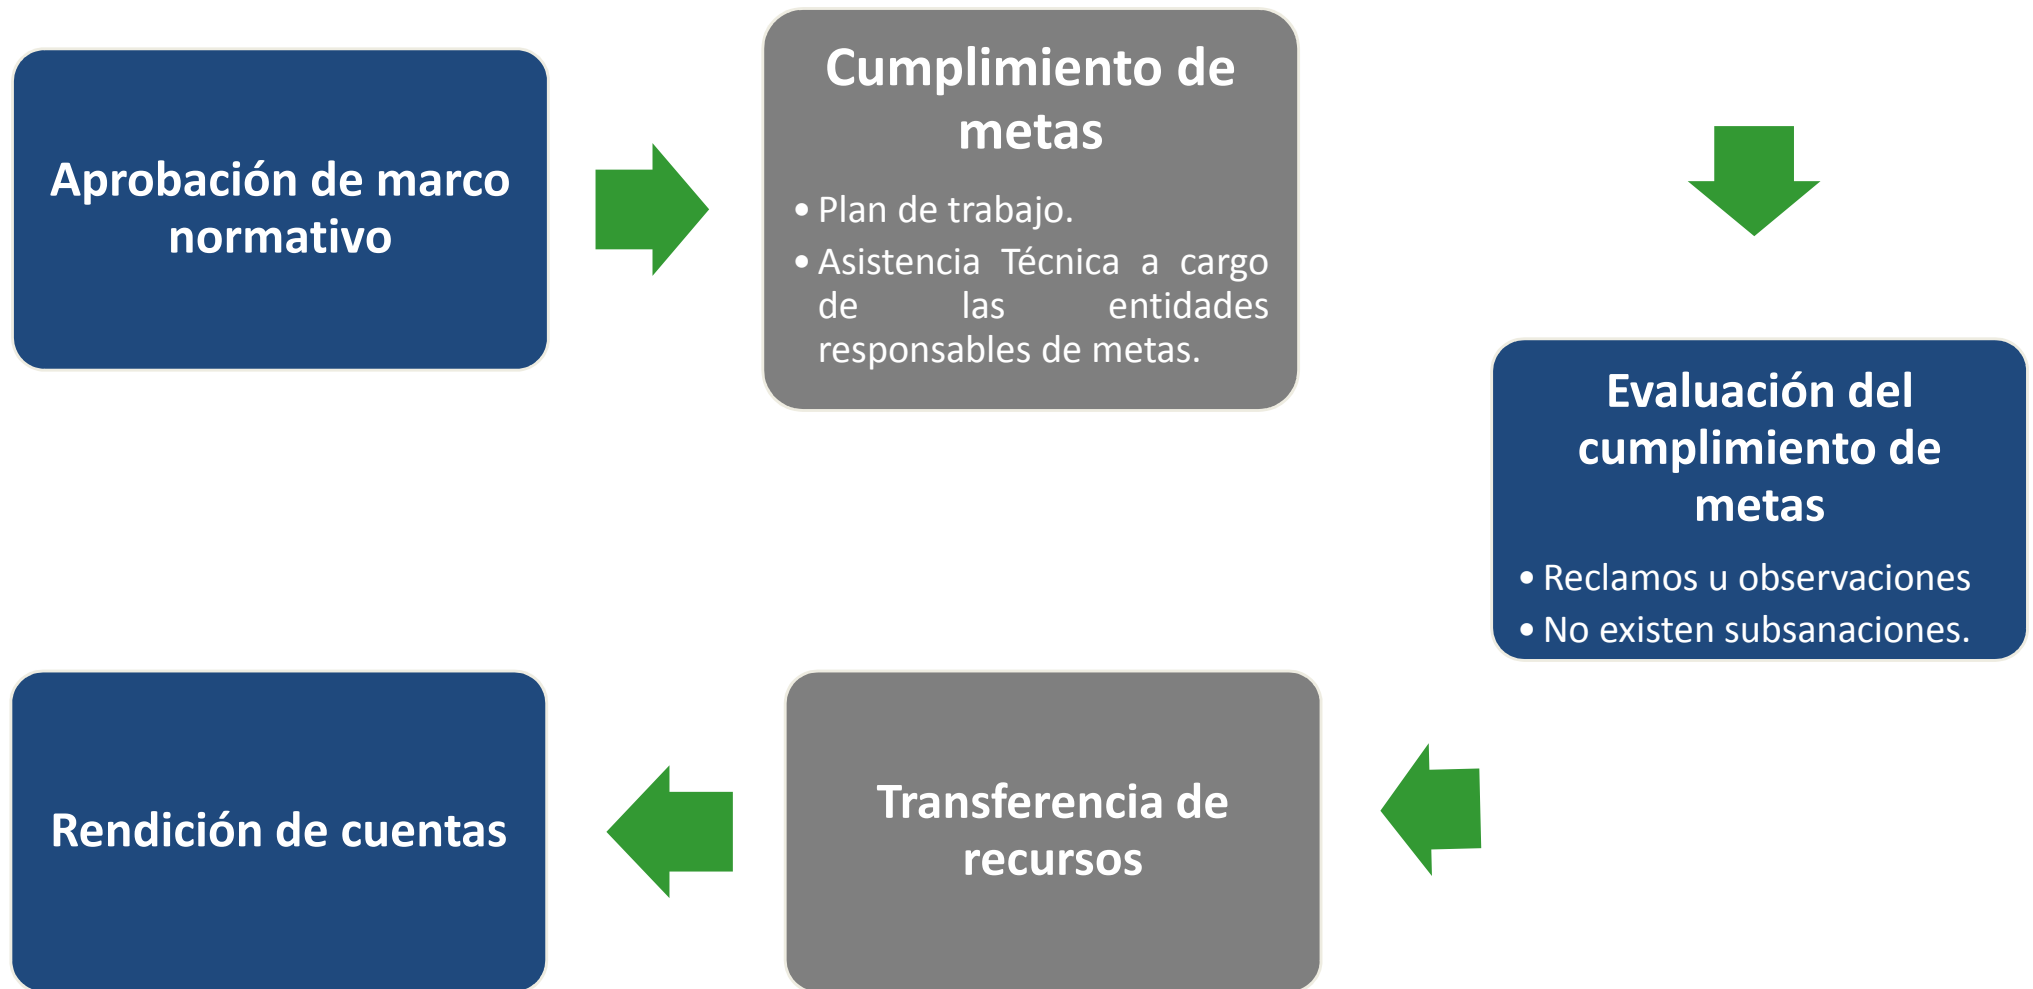 Aprobación de marco
normativo
Cumplimiento de
metas
• Plan de trabajo.
• Asistencia Técnica a cargo
de las entidades
responsables de metas.
Evaluación del
cumplimiento de
metas
• Reclamos u observaciones
• No existen subsanaciones.
Transferencia de
recursos
Rendición de cuentas